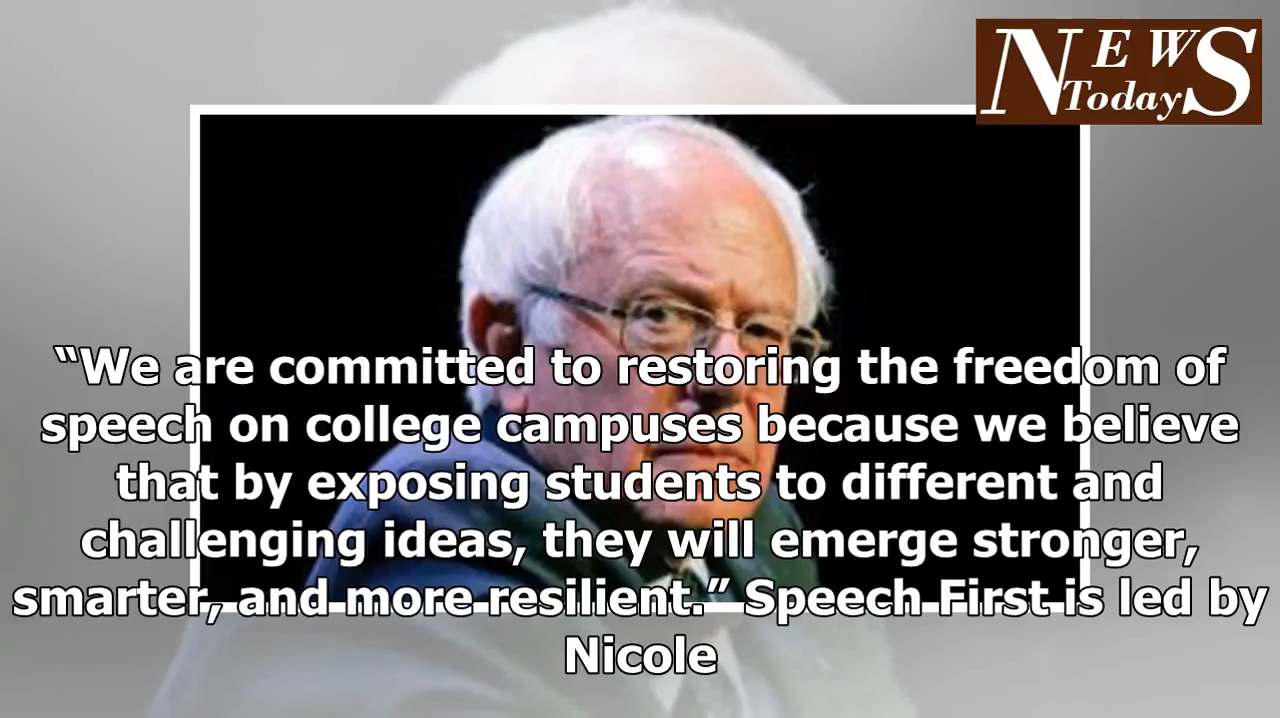 NEWS
Today
“We are committed to restoring the freedom of
speech on college campuses because we believe
that by exposing students to different and
challenging ideas, they will emerge stronger,
smarter, and more resilient.” Speech First is led by
Nicole